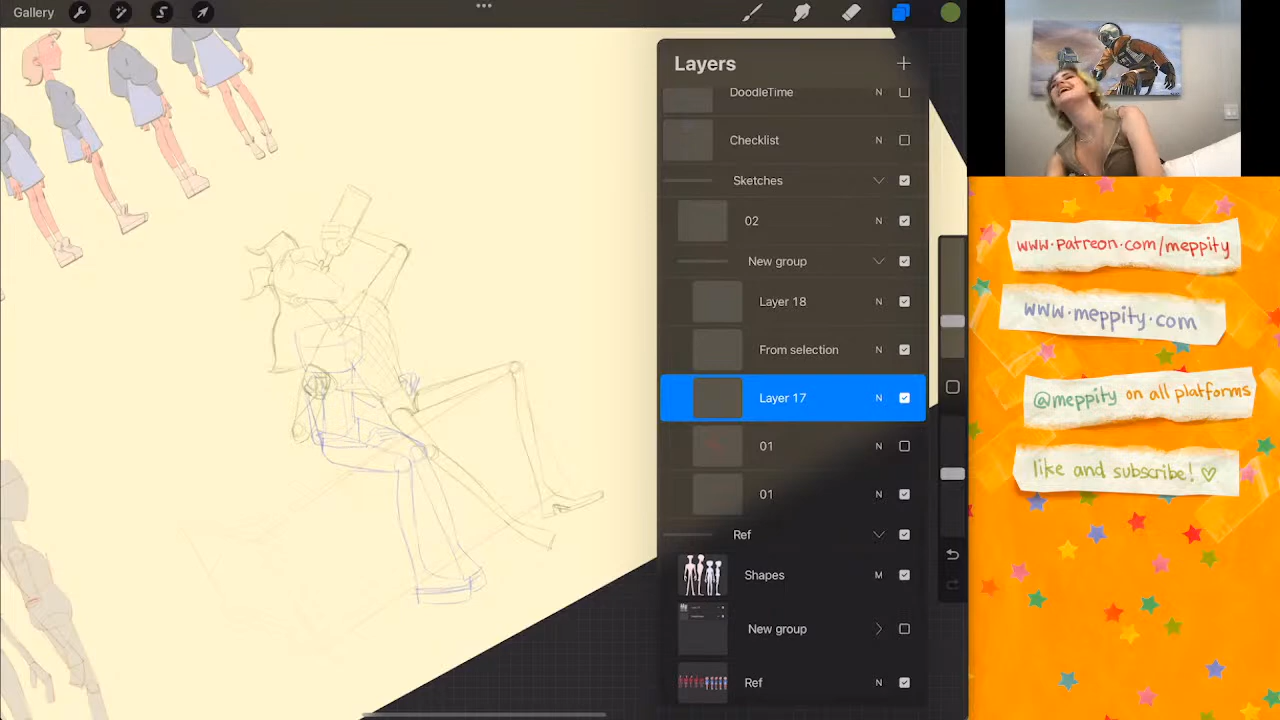 Gallery
Layers
DoodleTime N
Checklist N
Sketches
02 N
New group
Layer 18 N
From selection N
Layer 17 N
01 N
01 N
Ref
Shapes M
New group
Ref N
www.patreon.com/meppity
www.meppity.com
@meppity on all platforms
like and subscribe! ♡